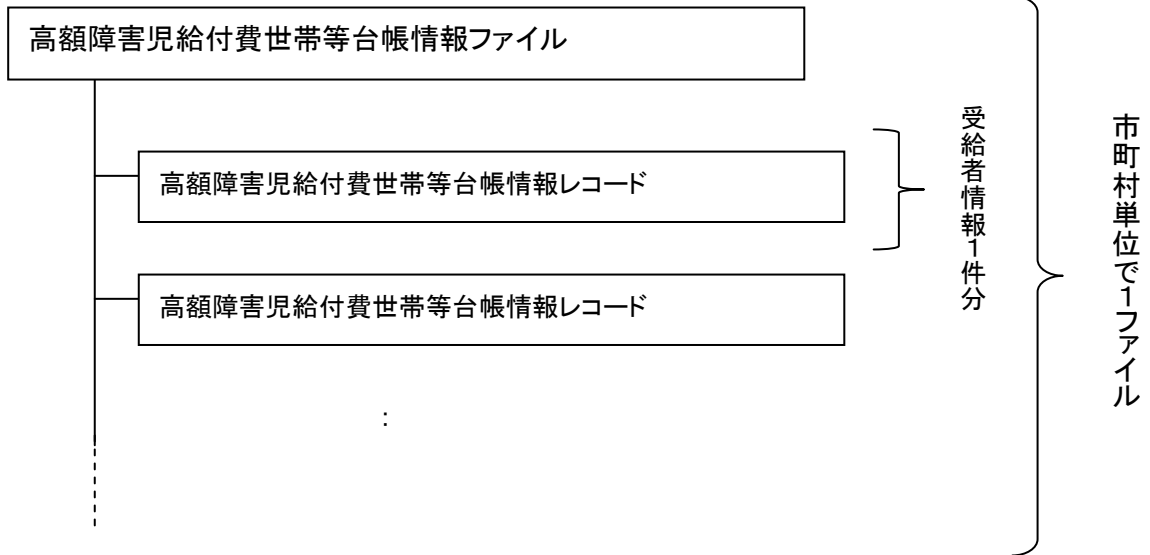 高額障害児給付費世帯等台帳情報ファイル
高額障害児給付費世帯等台帳情報レコード
受給者情報1件分
高額障害児給付費世帯等台帳情報レコード
:
市町村単位で1ファイル